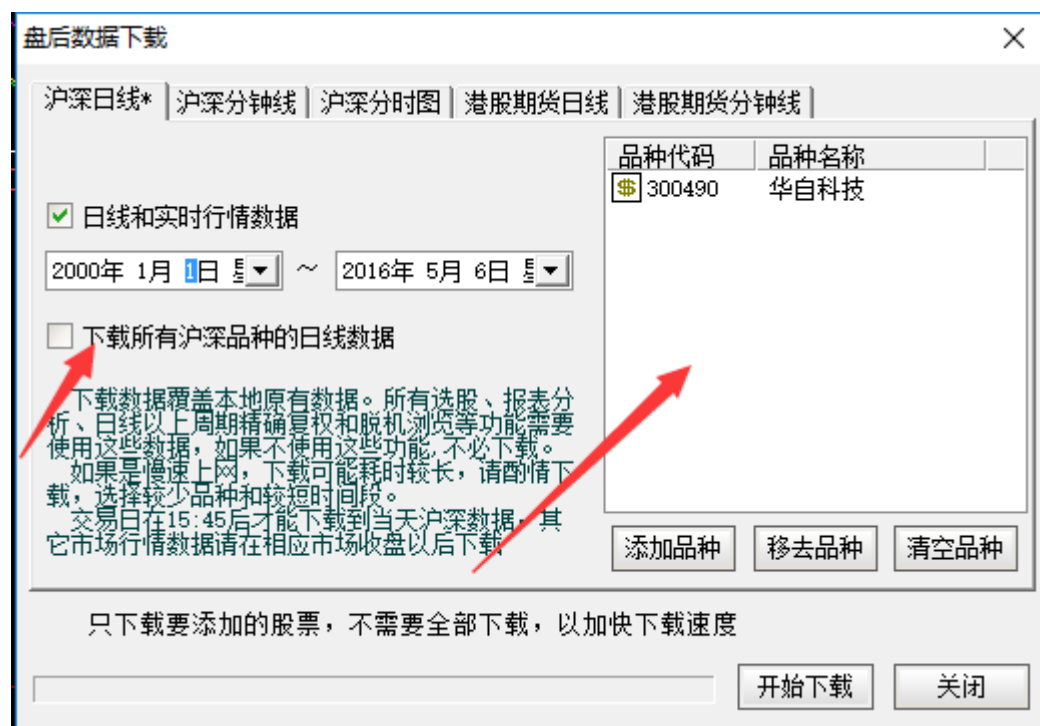 盘后数据下载
沪深日线* 沪深分钟线 沪深分时图 港股期货日线 港股期货分钟线
品种代码 品种名称
300490 华自科技
日线和实时行情数据
2000年 1月 1日 ~ 2016年 5月 6日
下载所有沪深品种的日线数据
下载数据覆盖本地原有数据。所有选股、报表分
析、日线以上周期精确复权和脱机浏览等功能需要
使用这些数据，如果不使用这些功能,不必下载。
如果是慢速上网，下载可能耗时较长，请酌情下
载，选择较少品种和较短时间段。
交易日在15:45后才能下载到当天沪深数据，其
它市场行情数据请在相应市场收盘以后下载
添加品种 移去品种 清空品种
只下载要添加的股票，不需要全部下载，以加快下载速度
开始下载 关闭